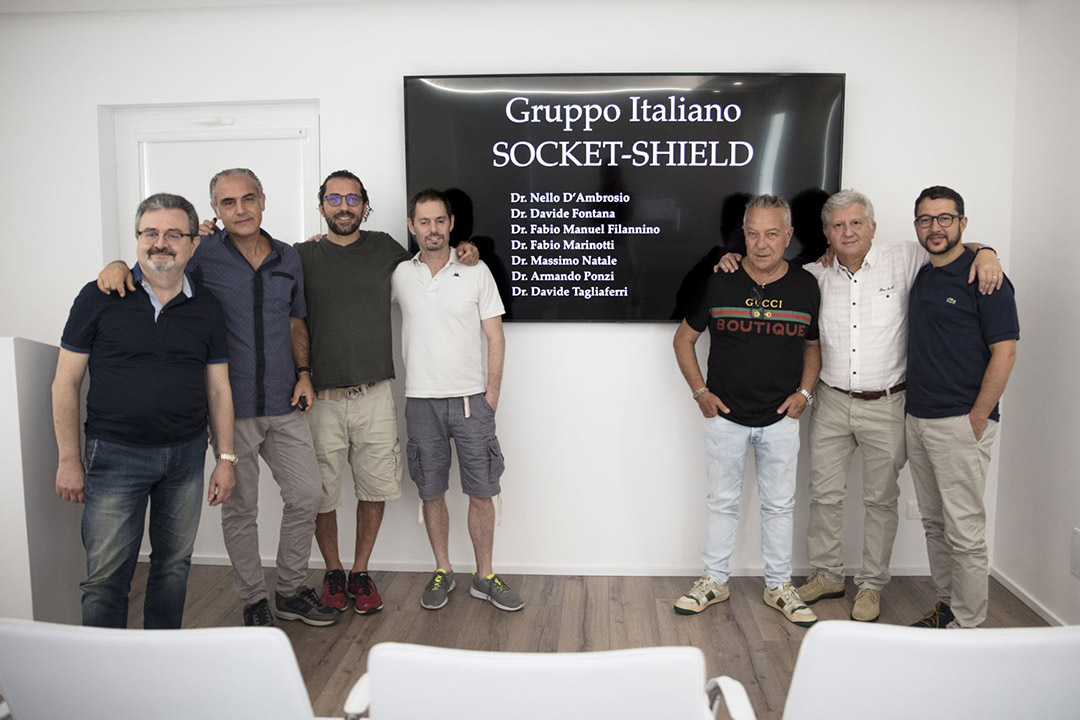 Gruppo Italiano
SOCKET-SHIELD
Dr. Nello D'Ambrosio
Dr. Davide Fontana
Dr. Fabio Manuel Filannino
Dr. Fabio Marinotti
Dr. Massimo Natale
Dr. Armando Ponzi
Dr. Davide Tagliaferri
GUCCI
BOUTIQUE